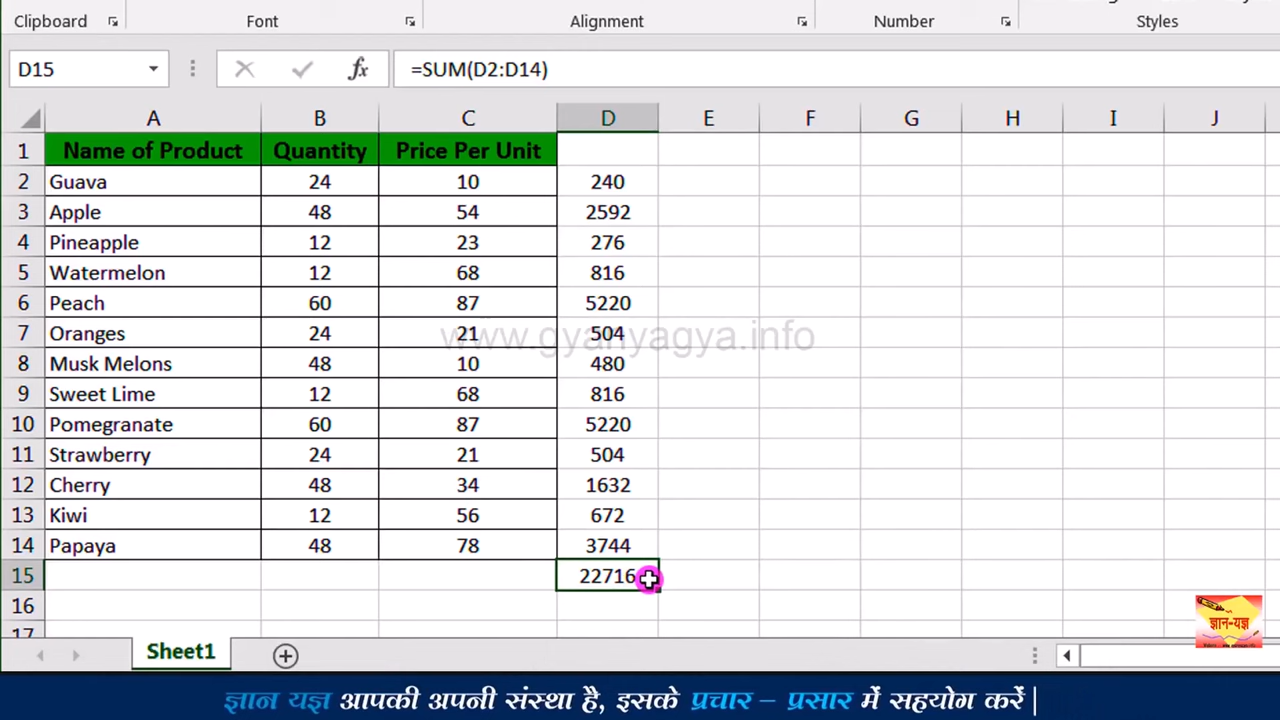 Clipboard Font Alignment Number Styles
D15 fx =SUM(D2:D14)
A B C D E F G H I J
1 Name of Product Quantity Price Per Unit
2 Guava 24 10 240
3 Apple 48 54 2592
4 Pineapple 12 23 276
5 Watermelon 12 68 816
6 Peach 60 87 5220
7 Oranges 24 21 504
www.gyanyagya.info
8 Musk Melons 48 10 480
9 Sweet Lime 12 68 816
10 Pomegranate 60 87 5220
11 Strawberry 24 21 504
12 Cherry 48 34 1632
13 Kiwi 12 56 672
14 Papaya 48 78 3744
15 22716
16
17
ज्ञान-यज्ञ
Sheet1
ज्ञान यज्ञ आपकी अपनी संस्था है, इसके प्रचार – प्रसार में सहयोग करें |